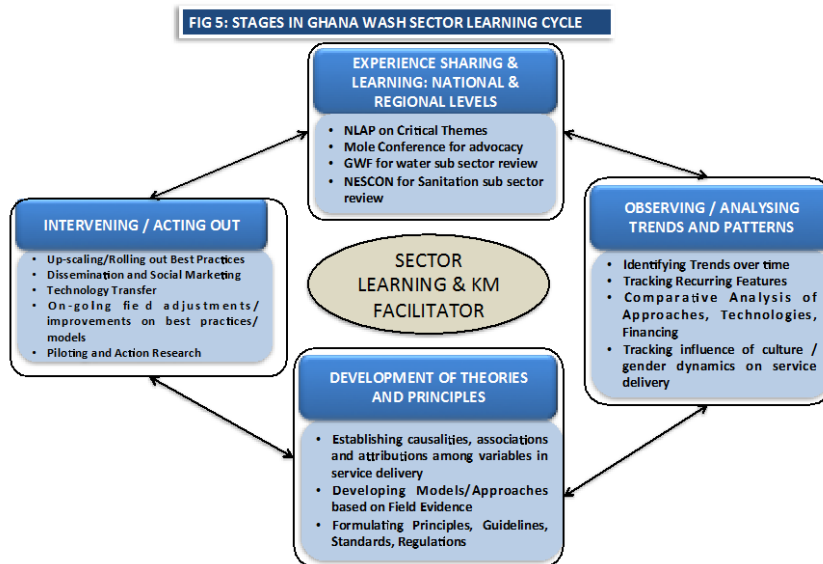 FIG 5: STAGES IN GHANA WASH SECTOR LEARNING CYCLE
EXPERIENCE SHARING &
LEARNING: NATIONAL &
REGIONAL LEVELS
• NLAP on Critical Themes
• Mole Conference for advocacy
• GWF for water sub sector
review
• NESCON for Sanitation sub sector
review
INTERVENING / ACTING OUT
• Up-scaling/Rolling out Best Practices
• Dissemination and Social Marketing
• Technology Transfer
• On-going field adjustments/
improvements on best practices/
models
• Piloting and Action Research
SECTOR
LEARNING & KM
FACILITATOR
OBSERVING / ANALYSING
TRENDS AND PATTERNS
• Identifying Trends over time
• Tracking Recurring Features
• Comparative Analysis of
Approaches, Technologies,
Financing
• Tracking influence of culture /
gender dynamics on service
delivery
DEVELOPMENT OF THEORIES
AND PRINCIPLES
• Establishing causalities, associations
and attributions among variables in
service delivery
• Developing Models/Approaches
based on Field Evidence
• Formulating Principles, Guidelines,
Standards, Regulations